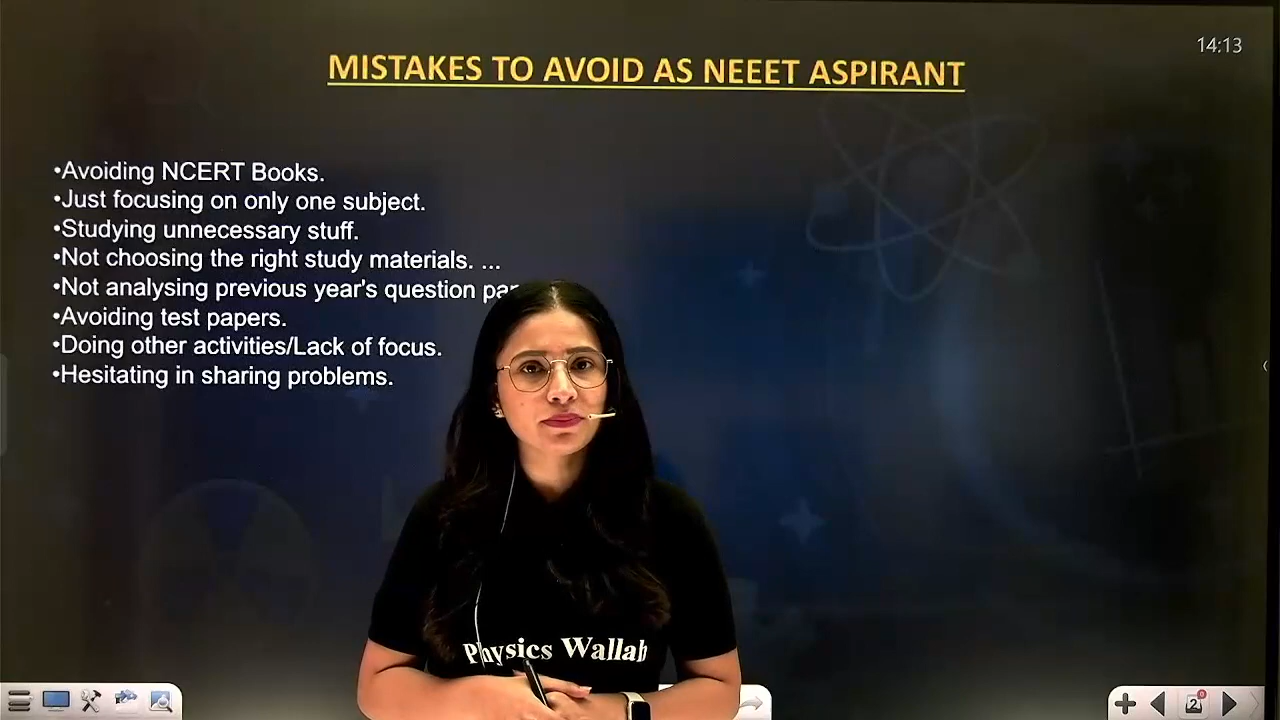 14:13
MISTAKES TO AVOID AS NEEET ASPIRANT
•Avoiding NCERT Books.
•Just focusing on only one subject.
•Studying unnecessary stuff.
•Not choosing the right study materials. ...
•Not analysing previous year's question
•Avoiding test papers.
•Doing other activities/Lack of focus.
•Hesitating in sharing problems.
Physics Wallah
2